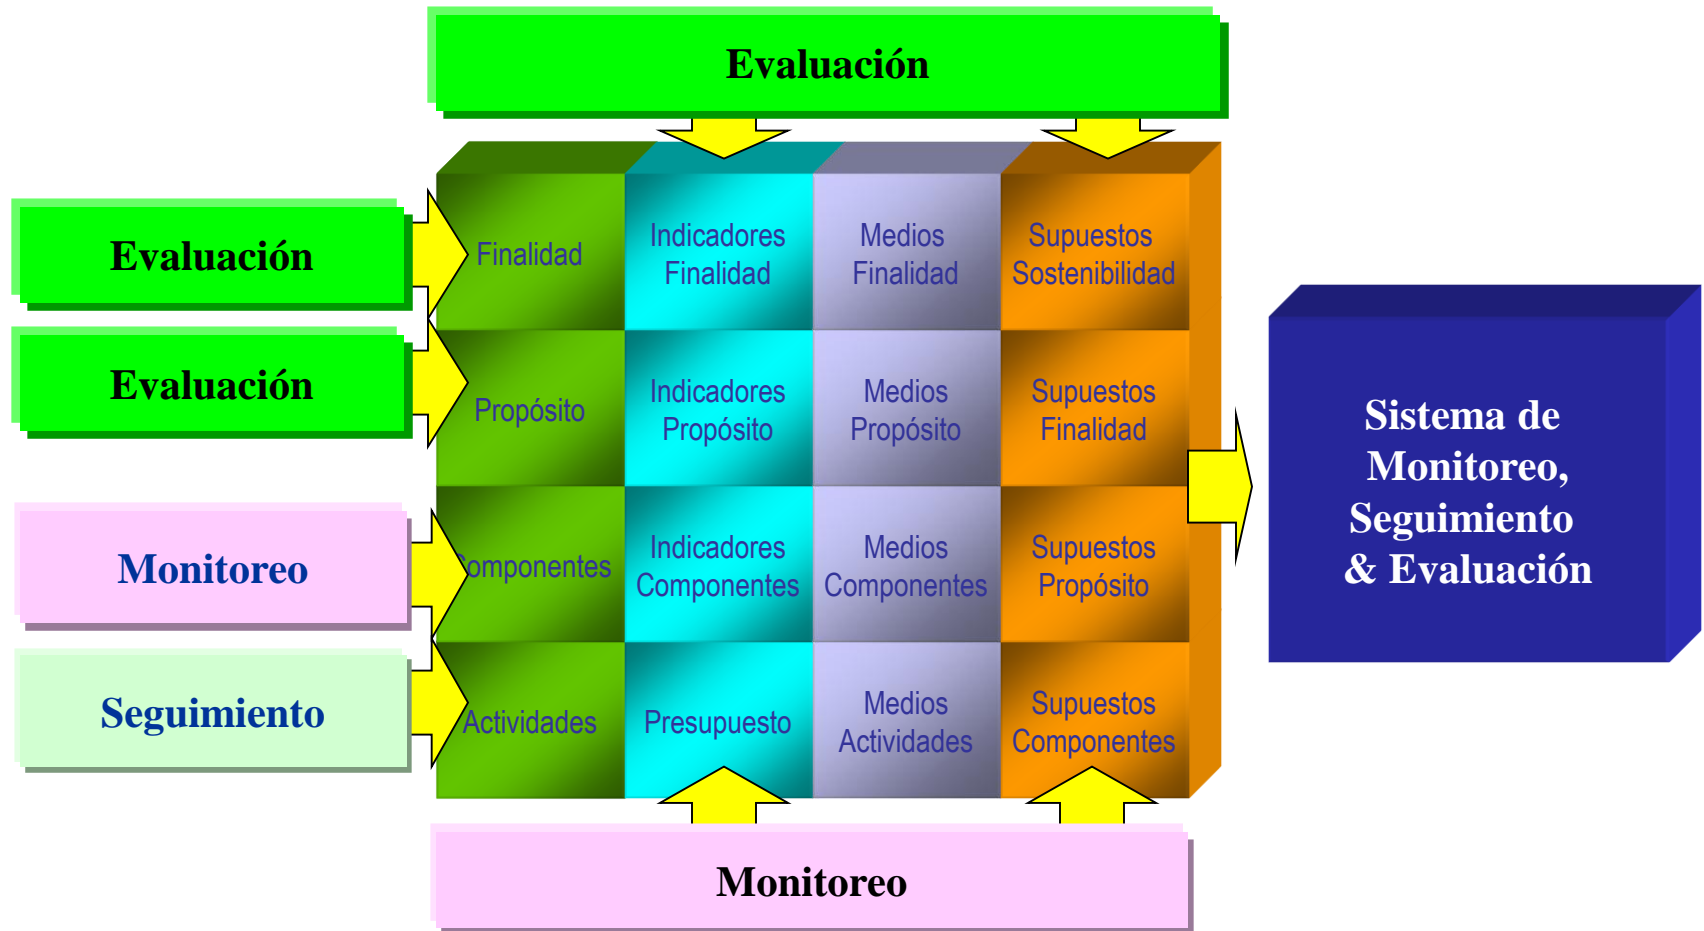 Evaluación
Evaluación
Evaluación
Monitoreo
Seguimiento
Finalidad
Indicadores
Finalidad
Medios
Finalidad
Supuestos
Sostenibilidad
Propósito
Indicadores
Propósito
Medios
Propósito
Supuestos
Finalidad
Componentes
Indicadores
Componentes
Medios
Componentes
Supuestos
Propósito
Actividades
Presupuesto
Medios
Actividades
Supuestos
Componentes
Monitoreo
Sistema de
Monitoreo,
Seguimiento
& Evaluación